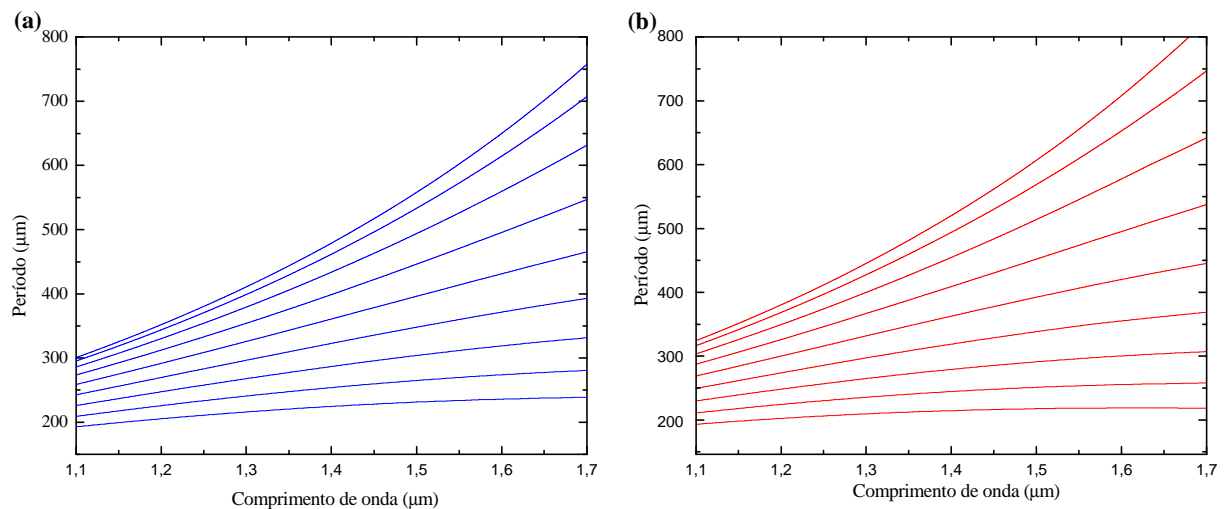 (a)
800
700
600
500
400
300
200
Período (µm)
1,1 1,2 1,3 1,4 1,5 1,6 1,7
Comprimento de onda (µm)
(b)
800
700
600
500
400
300
200
Período (µm)
1,1 1,2 1,3 1,4 1,5 1,6 1,7
Comprimento de onda (µm)